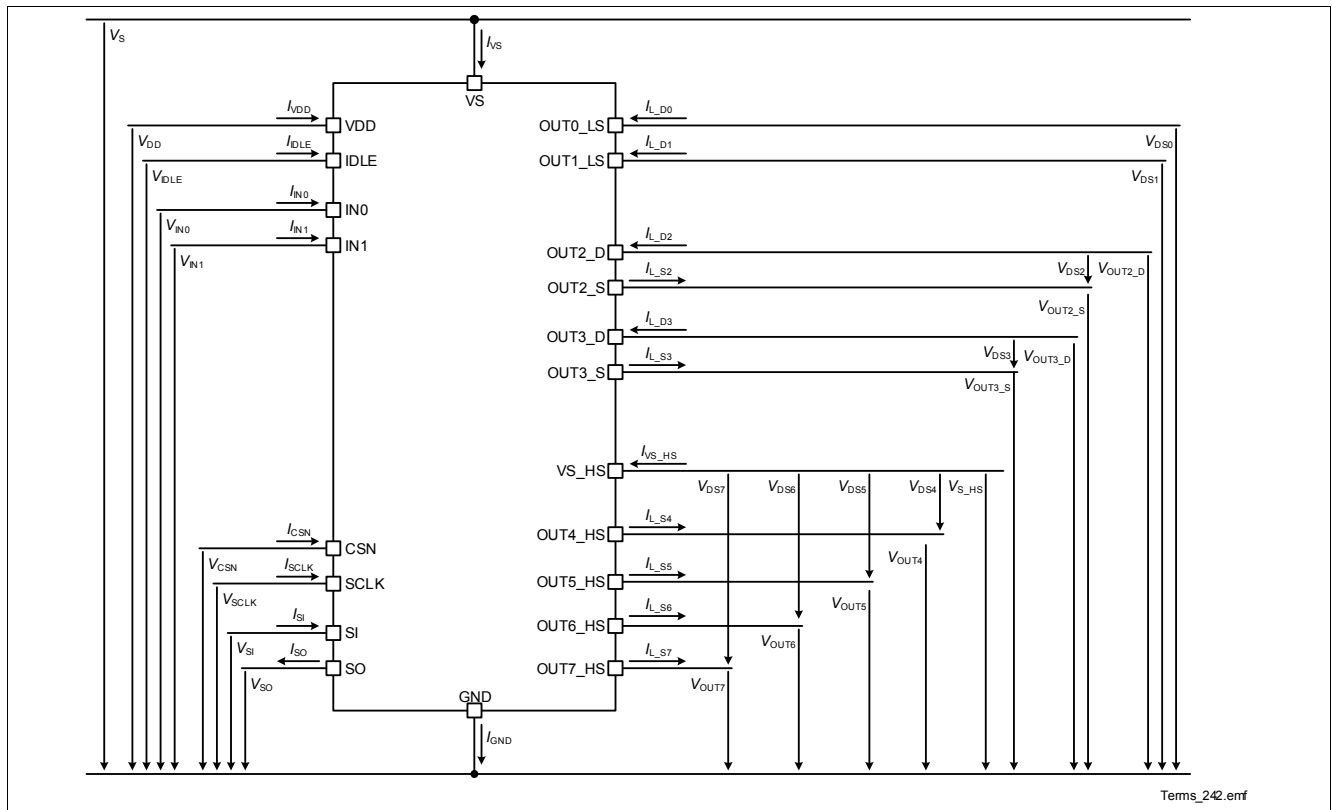 VS
IVS
VS
IVDD
VDD
VDD
IIDLE
IDLE
VIDLE
IIN0
IN0
VIN0
IIN1
IN1
VIN1
ICSN
CSN
VCSN
ISCLK
SCLK
VSCLK
ISI
SI
VSI
ISO
SO
VSO
GND
IGND
OUT0_LS
IL_D0
VDS0
OUT1_LS
IL_D1
VDS1
OUT2_D
IL_D2
VDS2
VOUT2_D
OUT2_S
IL_S2
VOUT2_S
OUT3_D
IL_D3
VDS3
VOUT3_D
OUT3_S
IL_S3
VOUT3_S
VS_HS
IVS_HS
VDS7
VDS6
VDS5
VDS4
VS_HS
OUT4_HS
IL_S4
VOUT4
OUT5_HS
IL_S5
VOUT5
OUT6_HS
IL_S6
VOUT6
OUT7_HS
IL_S7
VOUT7
Terms_242.emf